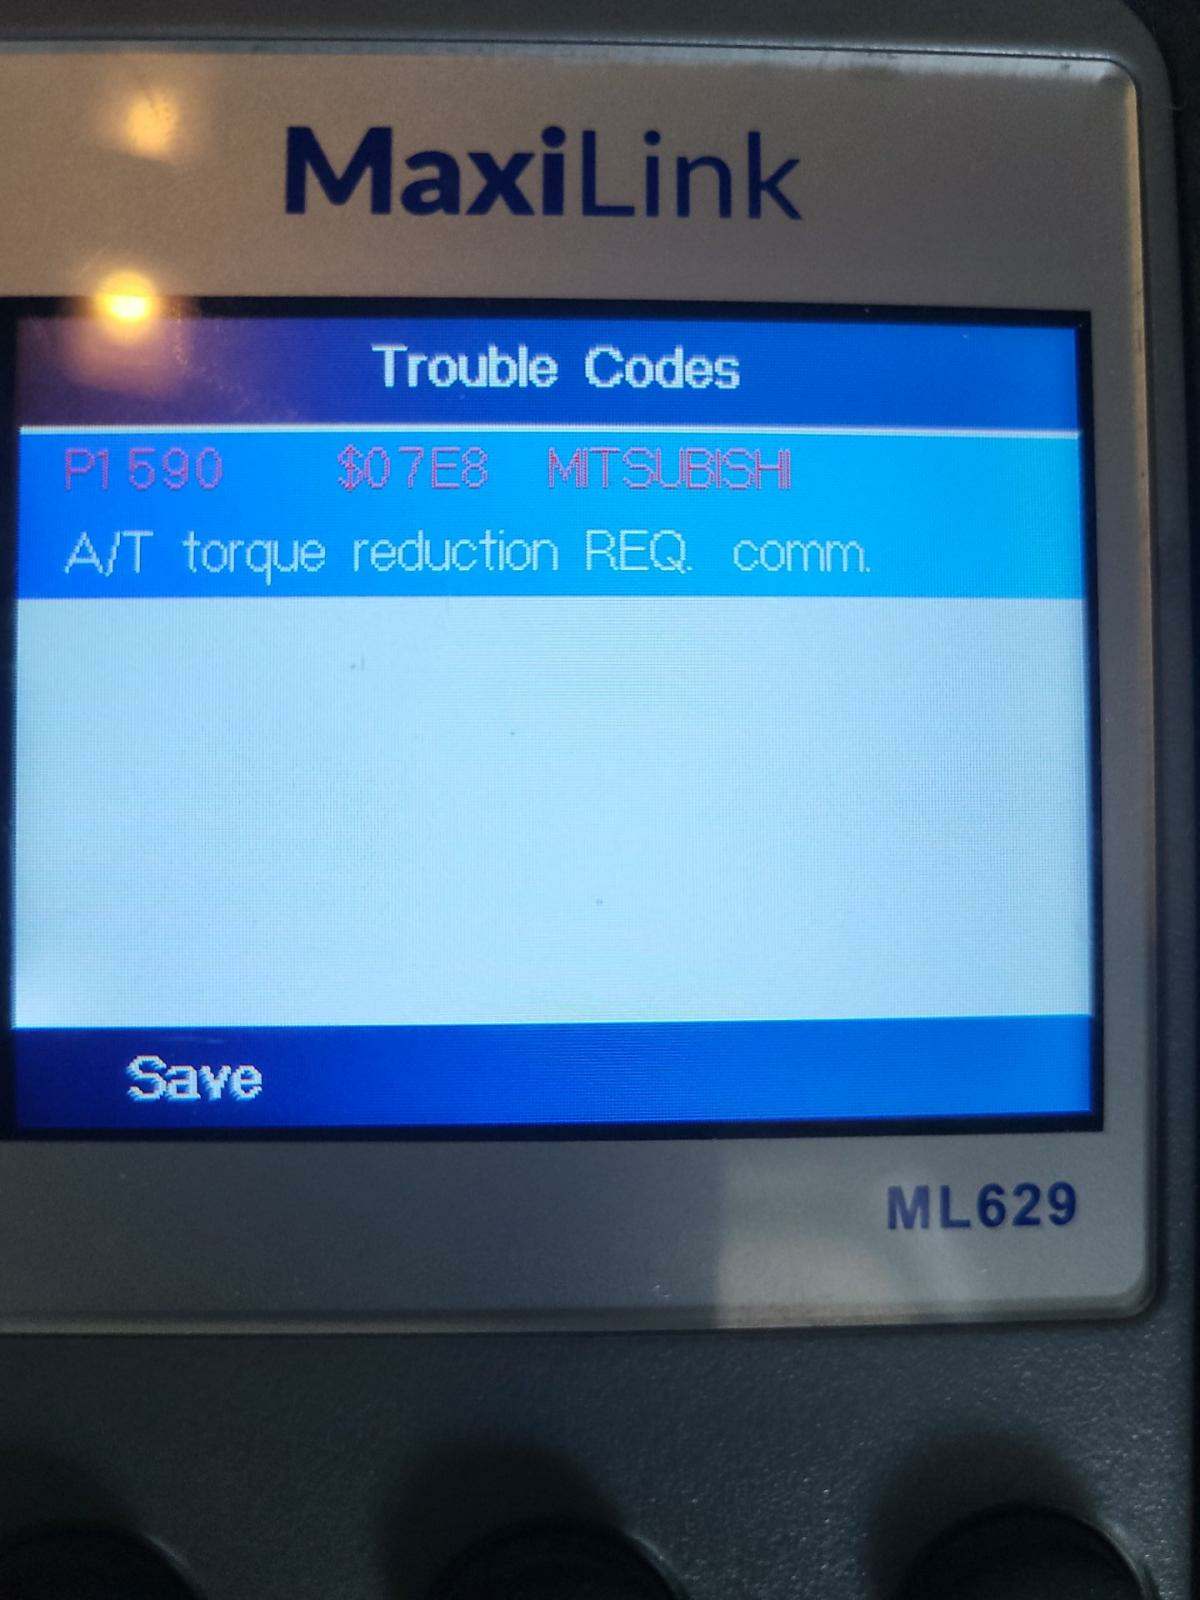 MaxiLink
Trouble Codes
P1590 $07E8 MITSUBISHI
A/T torque reduction REQ. comm.
Save
ML629